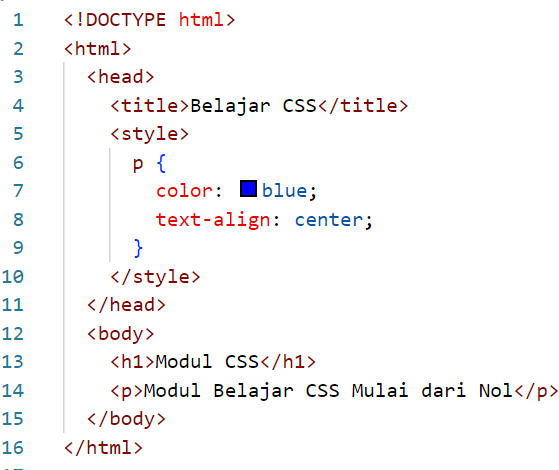 1 <!DOCTYPE html>
2 <html>
3 <head>
4 <title>Belajar CSS</title>
5 <style>
6 p {
7 color: blue;
8 text-align: center;
9 }
10 </style>
11 </head>
12 <body>
13 <h1>Modul CSS</h1>
14 <p>Modul Belajar CSS Mulai dari Nol</p>
15 </body>
16 </html>